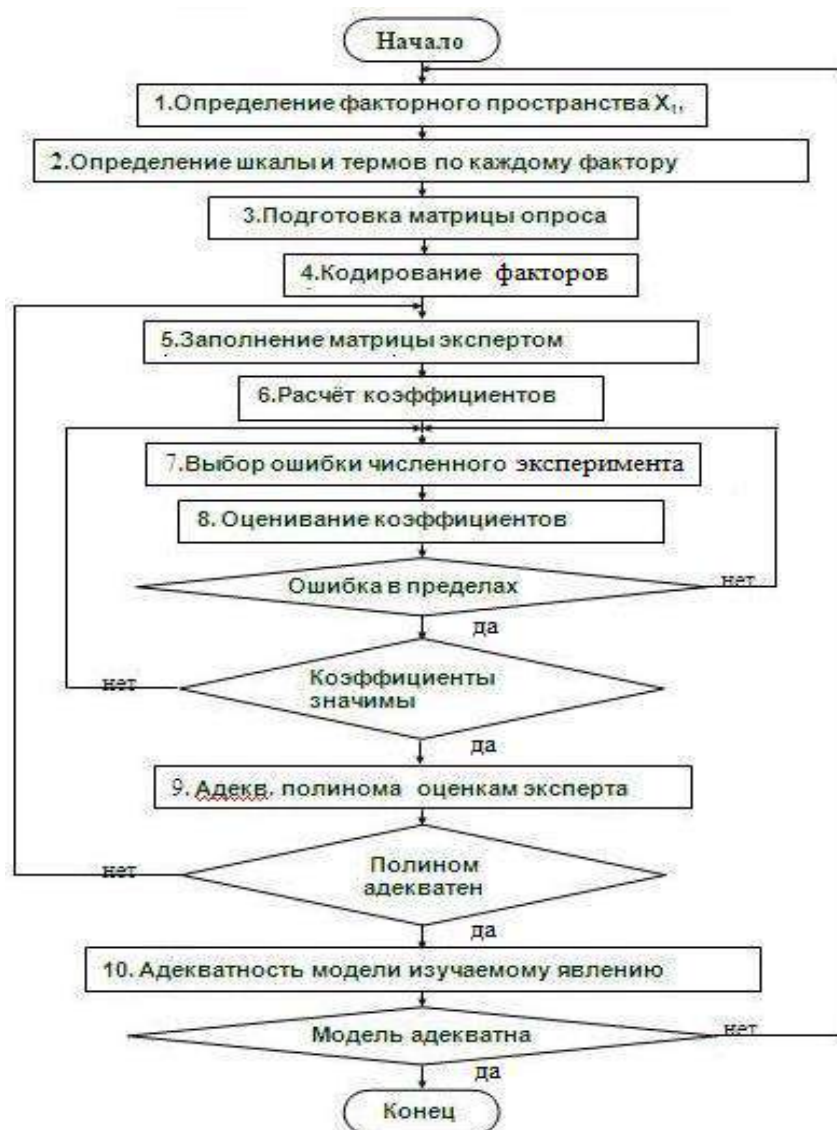 Начало
1.Определение факторного пространства X₁,
2.Определение шкалы и термов по каждому фактору
3.Подготовка матрицы опроса
4.Кодирование факторов
5.Заполнение матрицы экспертом
6.Расчёт коэффициентов
7.Выбор ошибки численного эксперимента
8. Оценивание коэффициентов
Ошибка в пределах
нет
да
Коэффициенты
значимы
нет
да
9. Адекв. полинома оценкам эксперта
Полином
адекватен
нет
да
10. Адекватность модели изучаемому явлению
Модель адекватна
нет
да
Конец